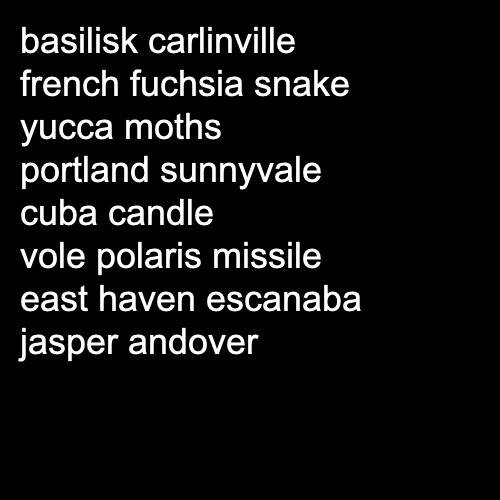 basilisk carlinville
french fuchsia snake
yucca moths
portland sunnyvale
cuba candle
vole polaris missile
east haven escanaba
jasper andover